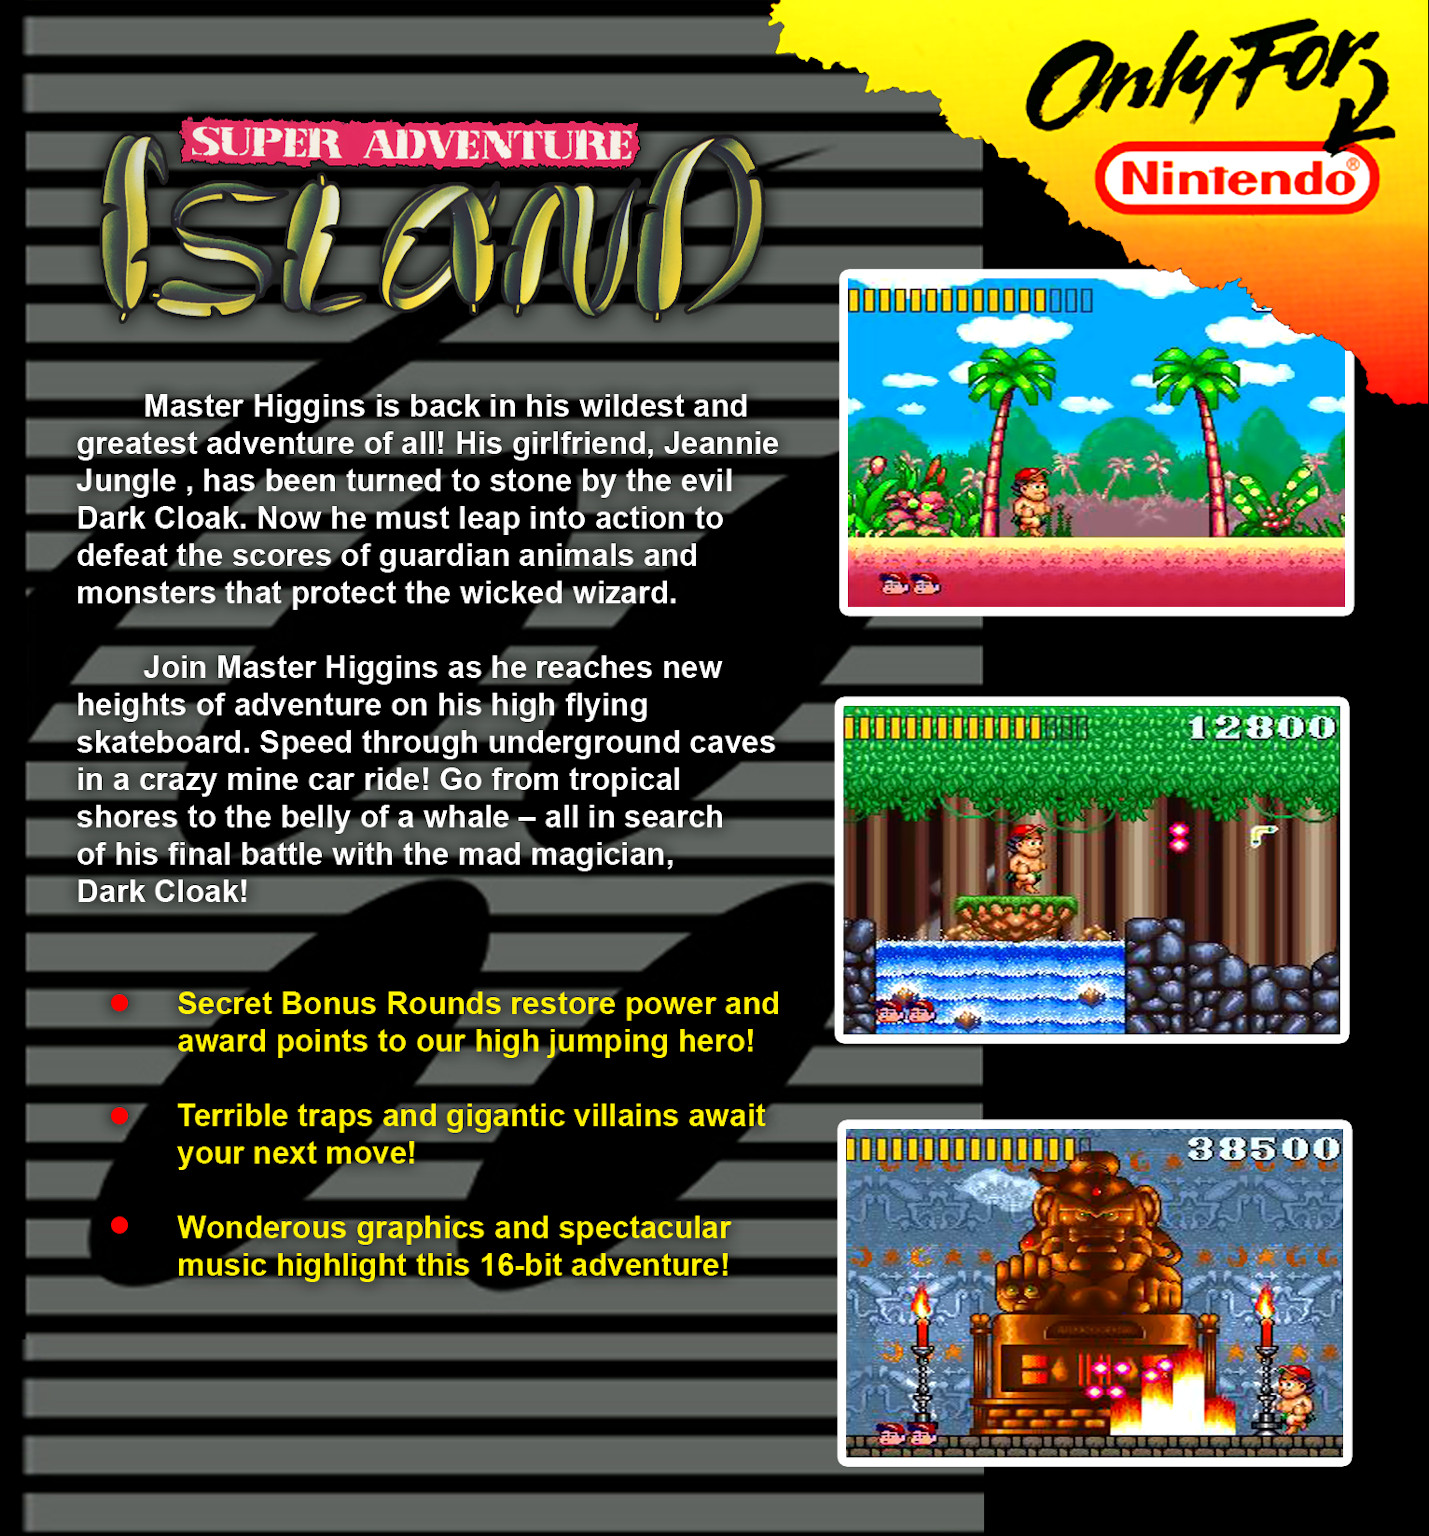 Only For
Nintendo®
SUPER ADVENTURE
ISLAND
Master Higgins is back in his wildest and
greatest adventure of all! His girlfriend, Jeannie
Jungle , has been turned to stone by the evil
Dark Cloak. Now he must leap into action to
defeat the scores of guardian animals and
monsters that protect the wicked wizard.
Join Master Higgins as he reaches new
heights of adventure on his high flying
skateboard. Speed through underground caves
in a crazy mine car ride! Go from tropical
shores to the belly of a whale – all in search
of his final battle with the mad magician,
Dark Cloak!
• Secret Bonus Rounds restore power and
award points to our high jumping hero!
• Terrible traps and gigantic villains await
your next move!
• Wonderous graphics and spectacular
music highlight this 16-bit adventure!
12800
38500